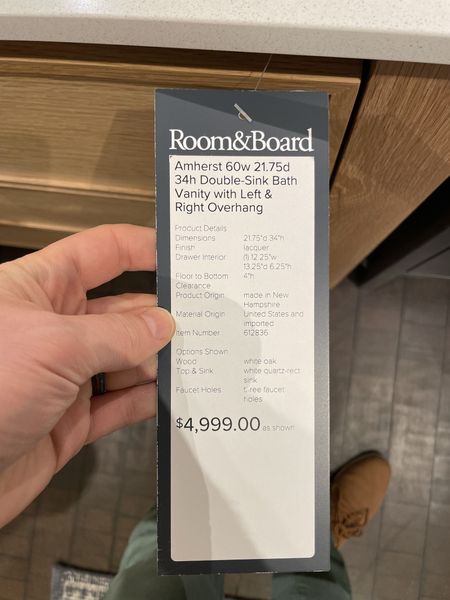 Room&Board
Amherst 60w 21.75d
34h Double-Sink Bath
Vanity with Left &
Right Overhang
Product Details
Dimensions 21.75"d 34"h
Finish lacquer
Drawer Interior (1) 12.25"w
13.25"d 6.25"h
Floor to Bottom 4"h
Clearance
Product Origin made in New
Hampshire
Material Origin United States and
imported
Item Number 612836
Options Shown
Wood white oak
Top & Sink white quartz-rect
sink
Faucet Holes three faucet
holes
$4,999.00 as shown